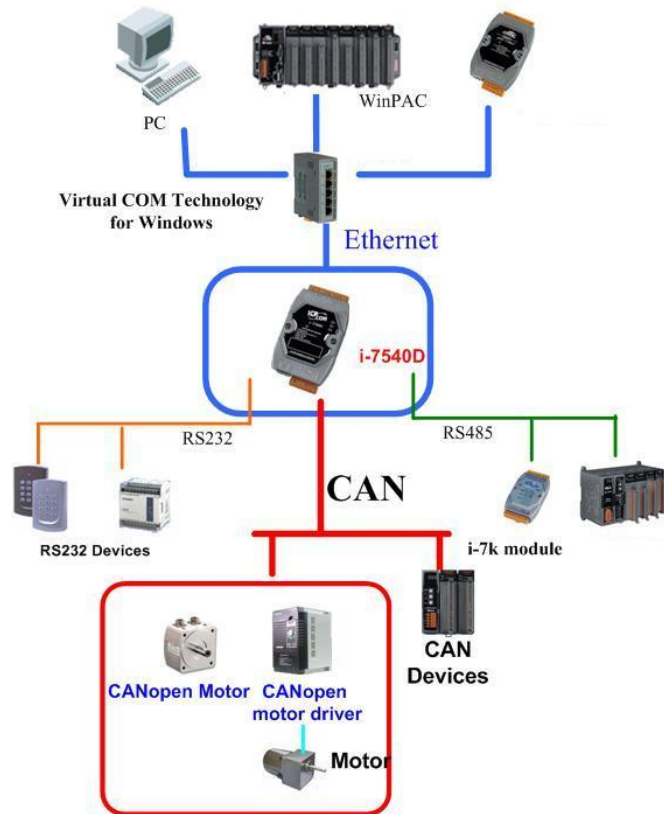 PC
WinPAC
Virtual COM Technology
for Windows
Ethernet
i-7540D
RS232
RS485
CAN
RS232 Devices
i-7k module
CAN
Devices
CANopen Motor
CANopen
motor driver
Motor